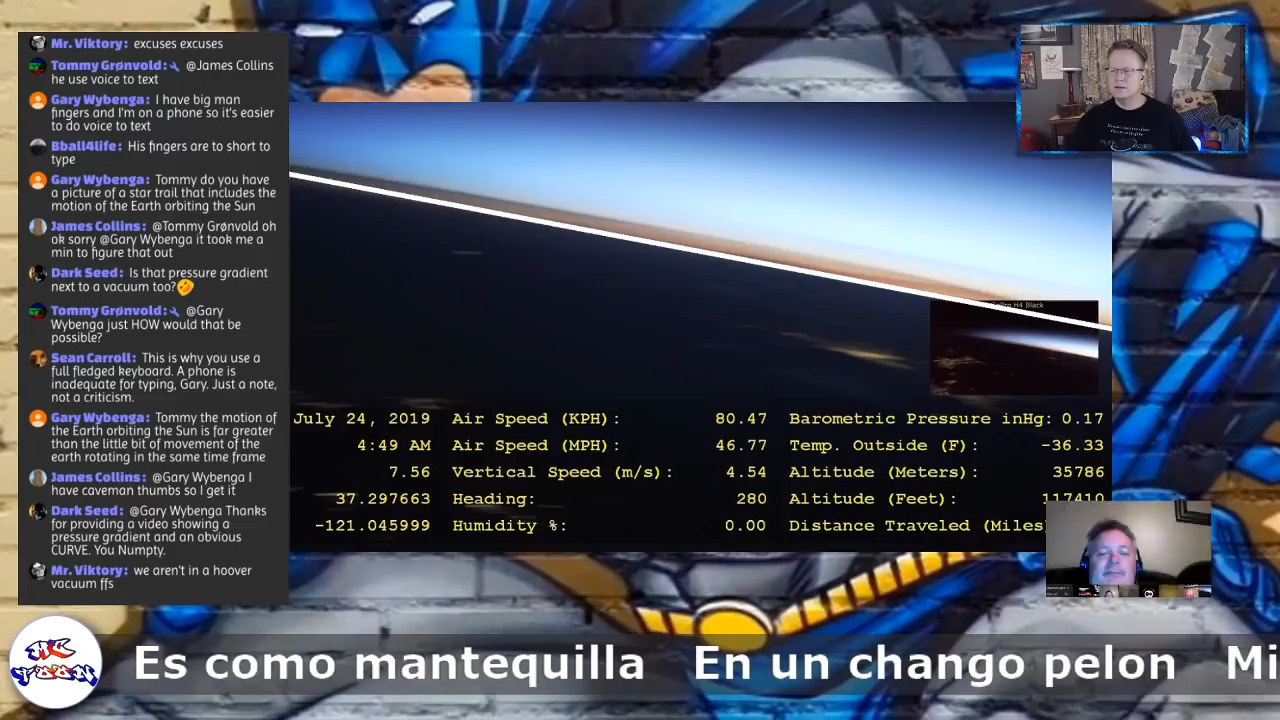 Mr. Viktory: excuses excuses
Tommy Grønvold: @James Collins
he use voice to text
Gary Wybenga: I have big man
fingers and I'm on a phone so it's easier
to do voice to text
Bball4life: His fingers are to short to
type
Gary Wybenga: Tommy do you have
a picture of a star trail that includes the
motion of the Earth orbiting the Sun
James Collins: @Tommy Grønvold oh
ok sorry @Gary Wybenga it took me a
min to figure that out
Dark Seed: Is that pressure gradient
next to a vacuum too?
Tommy Grønvold: @Gary
Wybenga just HOW would that be
possible?
Sean Carroll: This is why you use a
full fledged keyboard. A phone is
inadequate for typing, Gary. Just a note,
not a criticism.
Gary Wybenga: Tommy the motion of
the Earth orbiting the Sun is far greater
than the little bit of movement of the
earth rotating in the same time frame
James Collins: @Gary Wybenga I
have caveman thumbs so I get it
Dark Seed: @Gary Wybenga Thanks
for providing a video showing a
pressure gradient and an obvious
CURVE. You Numpty.
Mr. Viktory: we aren't in a hoover
vacuum ffs
H4 Black
July 24, 2019 Air Speed (KPH): 80.47 Barometric Pressure inHg: 0.17
4:49 AM Air Speed (MPH): 46.77 Temp. Outside (F): -36.33
7.56 Vertical Speed (m/s): 4.54 Altitude (Meters): 35786
37.297663 Heading: 280 Altitude (Feet): 117410
-121.045999 Humidity %: 0.00 Distance Traveled (Miles
MC
TOON
Es como mantequilla En un chango pelon Mi